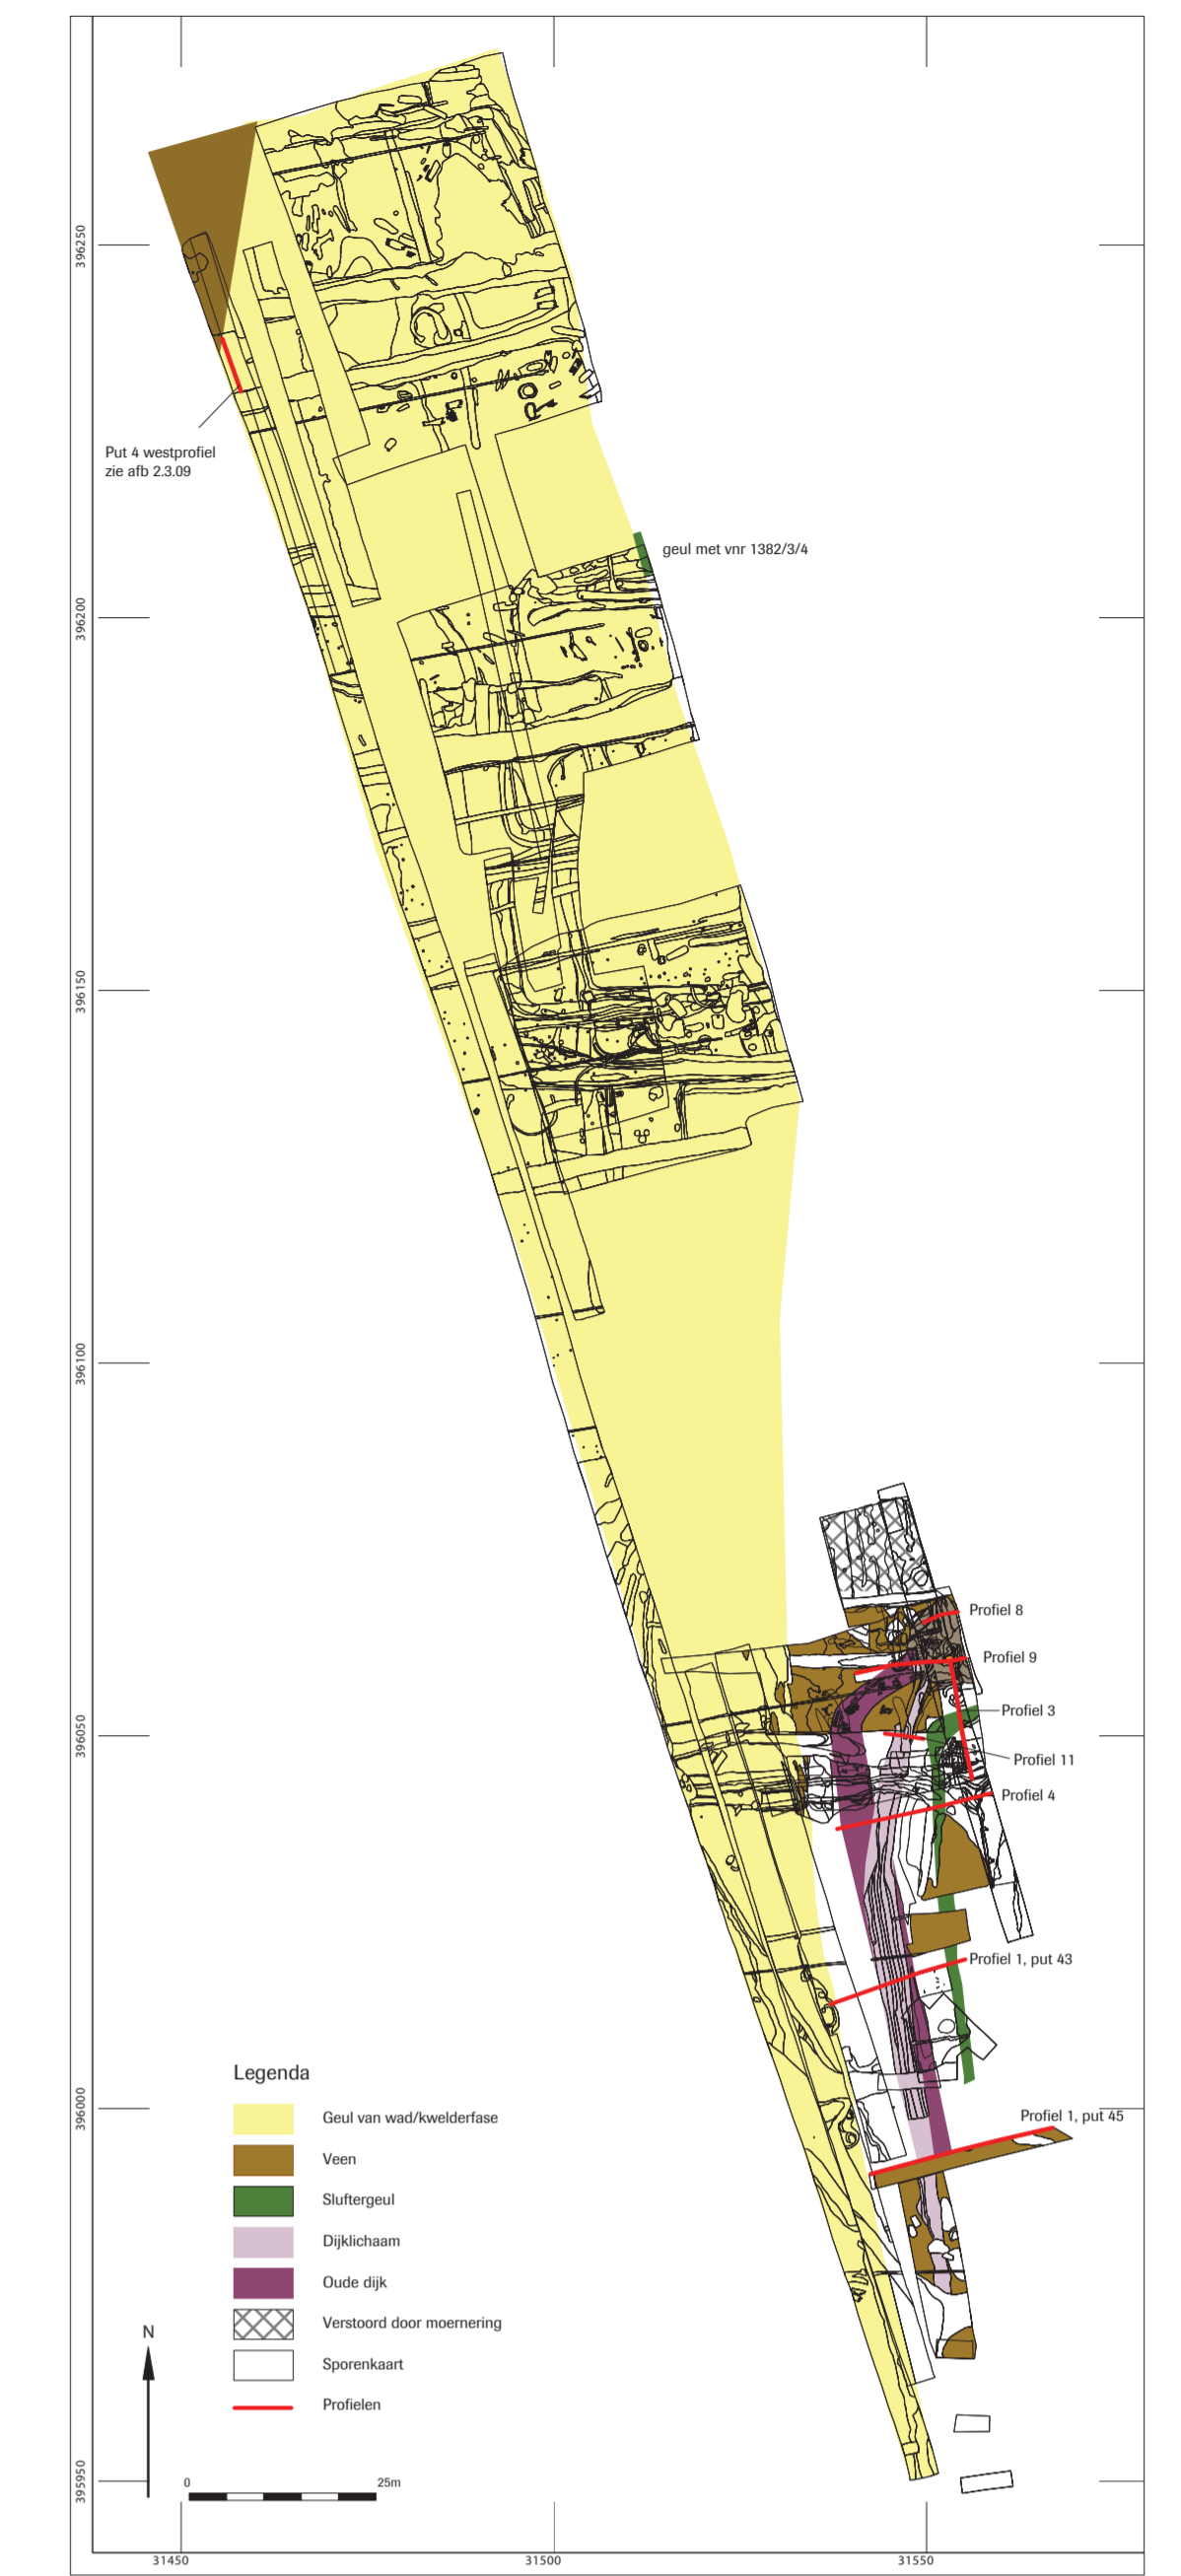 396250
Put 4 westprofiel
zie afb 2.3.09
geul met vnr 1382/3/4
396200
396150
396100
Profiel 8
Profiel 9
Profiel 3
396050
Profiel 11
Profiel 4
Profiel 1, put 43
Legenda
Geul van wad/kwelderfase
396000
Profiel 1, put 45
Veen
Sluftergeul
Dijklichaam
Oude dijk
Verstoord door moernering
N
Sporenkaart
Profielen
395950
0 25m
31450 31500 31550